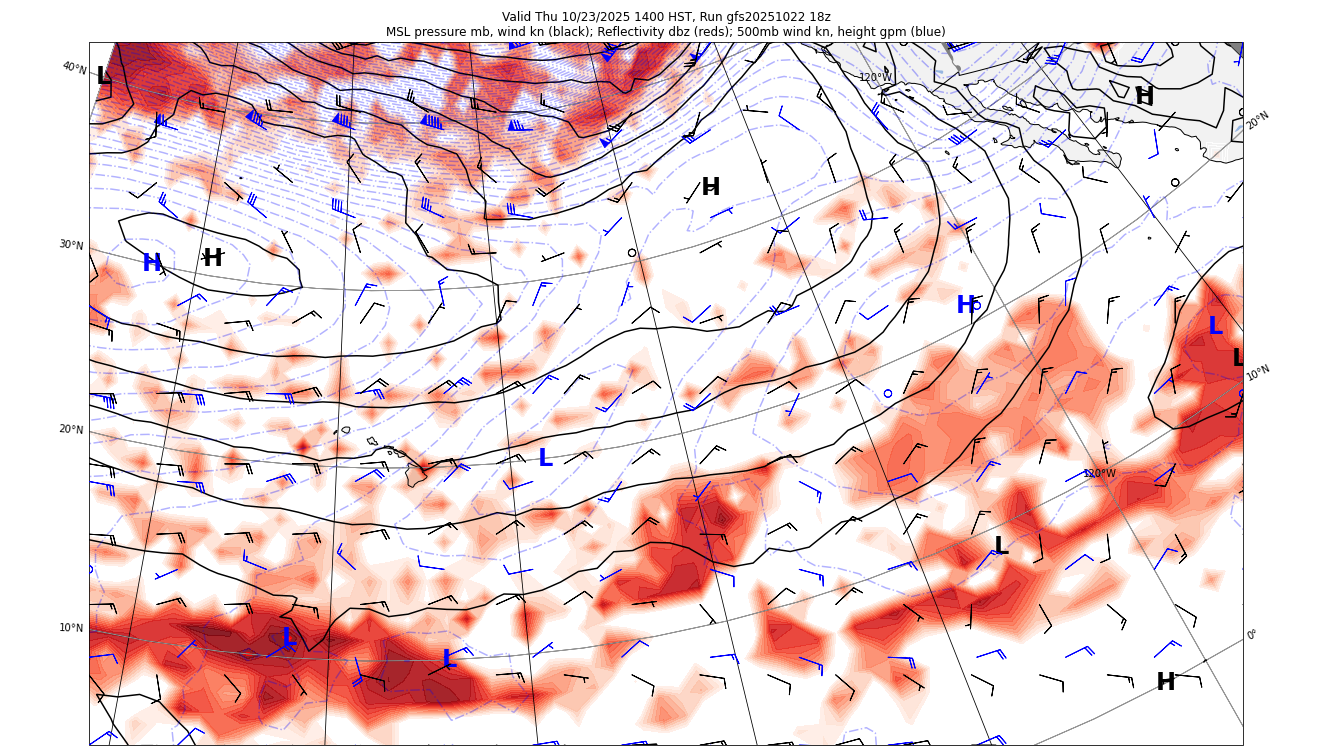 Valid Thu 10/23/2025 1400 HST, Run gfs20251022 18z
MSL pressure mb, wind kn (black); Reflectivity dbz (reds); 500mb wind kn, height gpm (blue)
40°N
L
120°W
H
20°N
H
30°N
H
H
H
L
L
10°N
20°N
L
120°W
L
10°N
L
L
0°
H